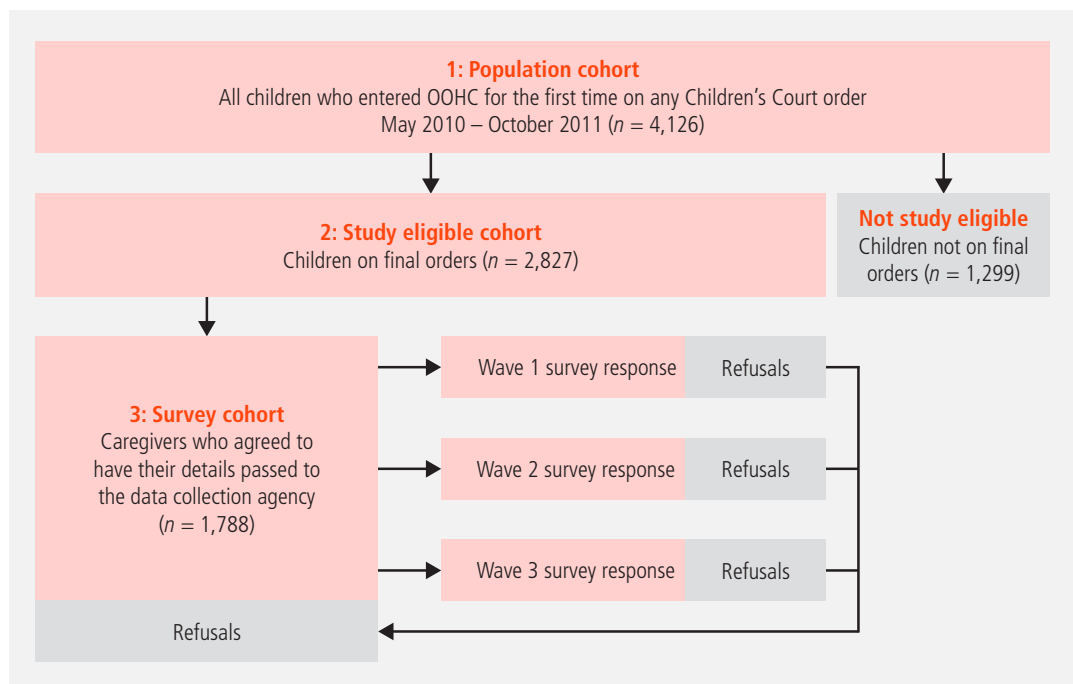 1: Population cohort
All children who entered OOHC for the first time on any Children's Court order
May 2010 – October 2011 (n = 4,126)
2: Study eligible cohort
Children on final orders (n = 2,827)
Not study eligible
Children not on final
orders (n = 1,299)
3: Survey cohort
Caregivers who agreed to
have their details passed to
the data collection agency
(n = 1,788)
Refusals
Wave 1 survey response
Refusals
Wave 2 survey response
Refusals
Wave 3 survey response
Refusals